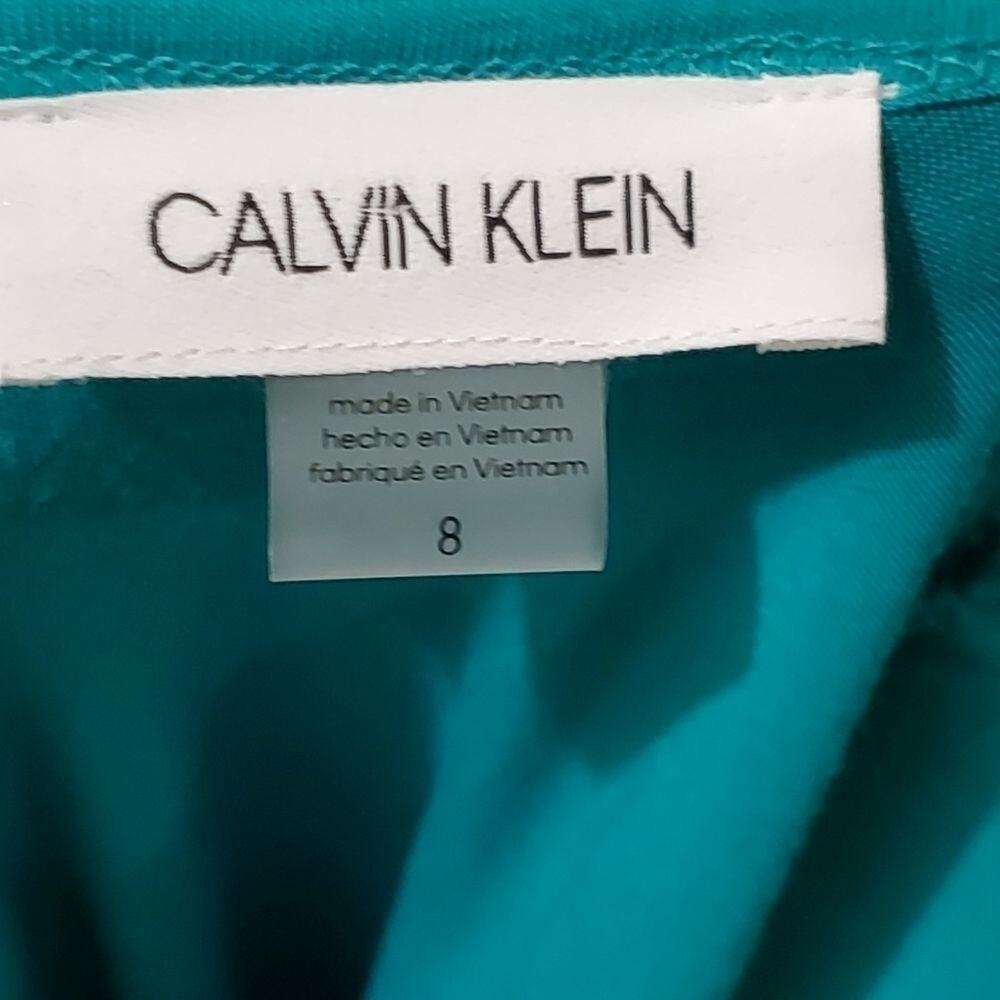 CALVIN KLEIN
made in Vietnam
hecho en Vietnam
fabriqué en Vietnam
8